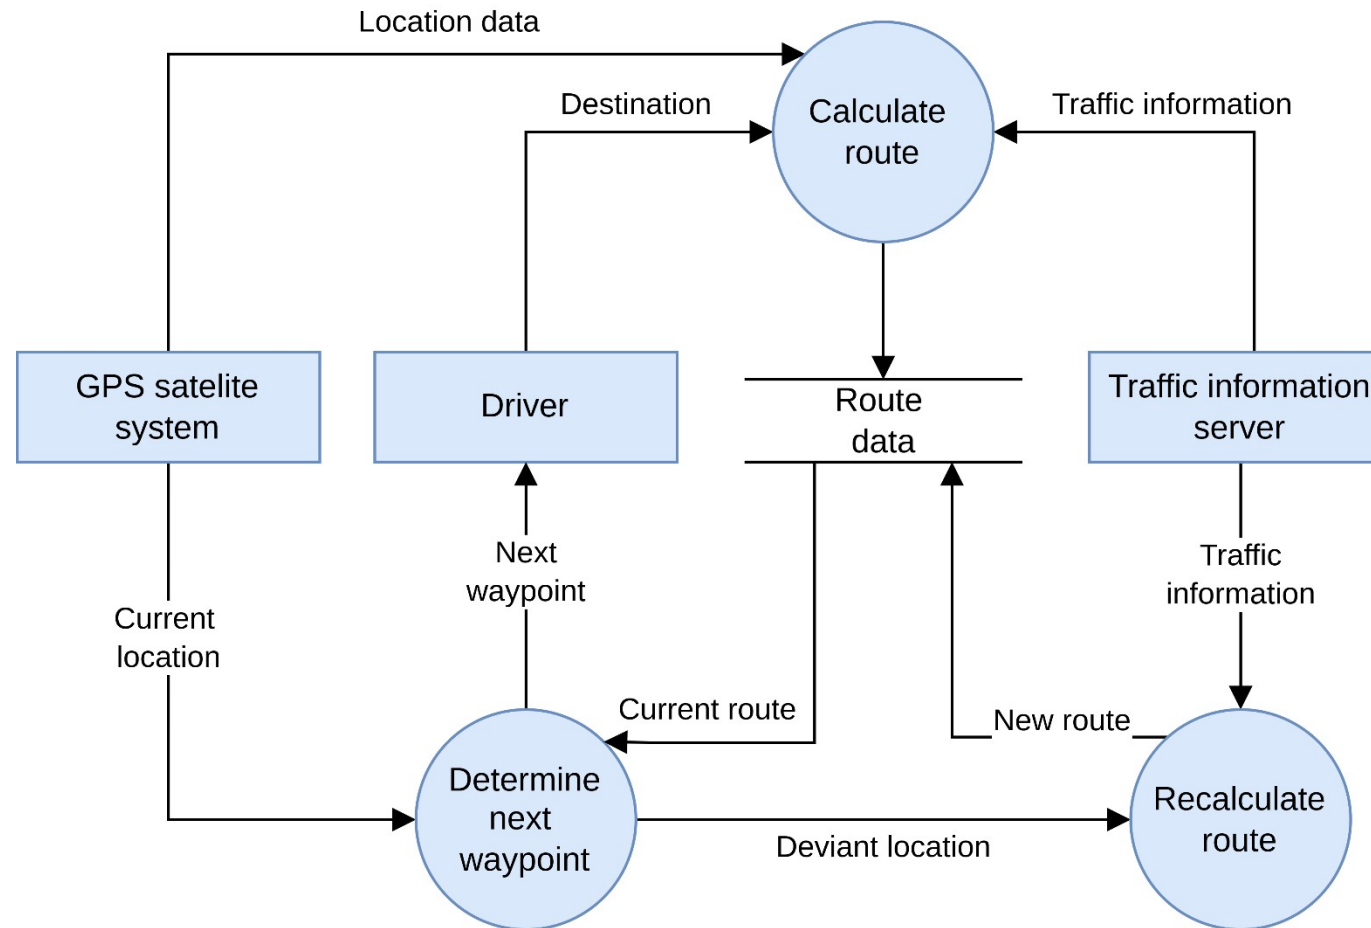 Location data
Destination
Calculate
route
Traffic information
GPS satelite
system
Driver
Route
data
Traffic information
server
Next
waypoint
Traffic
information
Current
location
Current route
New route
Determine
next
waypoint
Deviant location
Recalculate
route